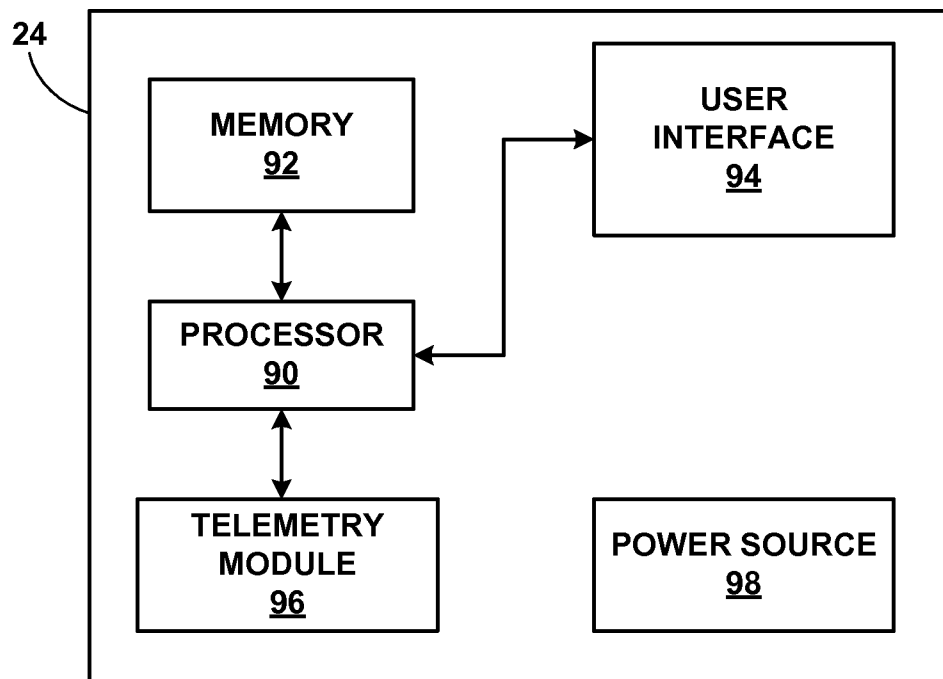 24
MEMORY
92
USER
INTERFACE
94
PROCESSOR
90
TELEMETRY
MODULE
96
POWER SOURCE
98